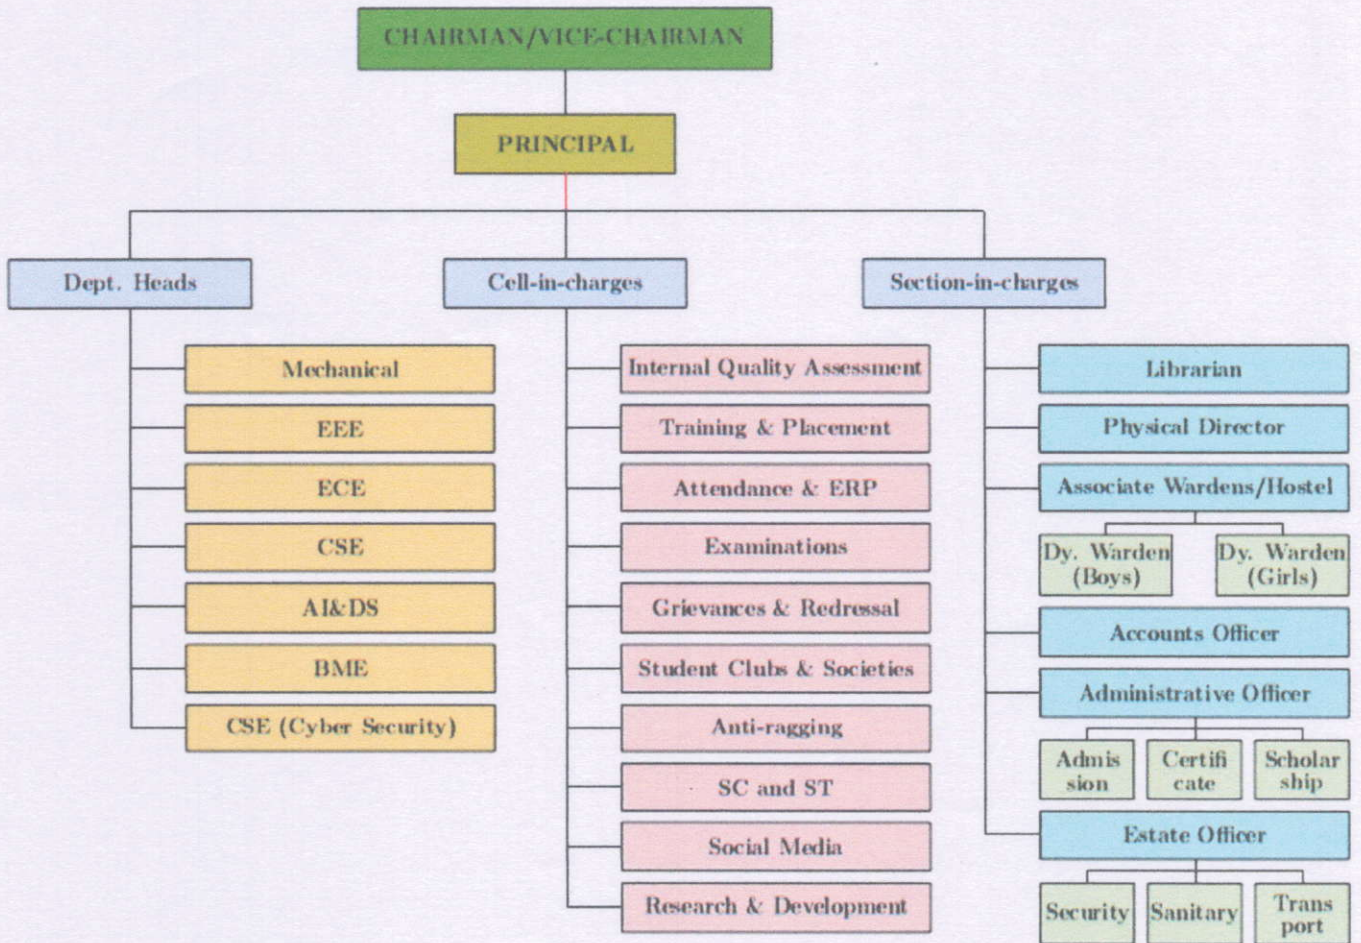 CHAIRMAN/VICE-CHAIRMAN
PRINCIPAL
Dept. Heads
Cell-in-charges
Section-in-charges
Mechanical
EEE
ECE
CSE
AI&DS
BME
CSE (Cyber Security)
Internal Quality Assessment
Training & Placement
Attendance & ERP
Examinations
Grievances & Redressal
Student Clubs & Societies
Anti-ragging
SC and ST
Social Media
Research & Development
Librarian
Physical Director
Associate Wardens/Hostel
Dy. Warden
(Boys)
Dy. Warden
(Girls)
Accounts Officer
Administrative Officer
Admis
sion
Certifi
cate
Scholar
ship
Estate Officer
Security
Sanitary
Trans
port